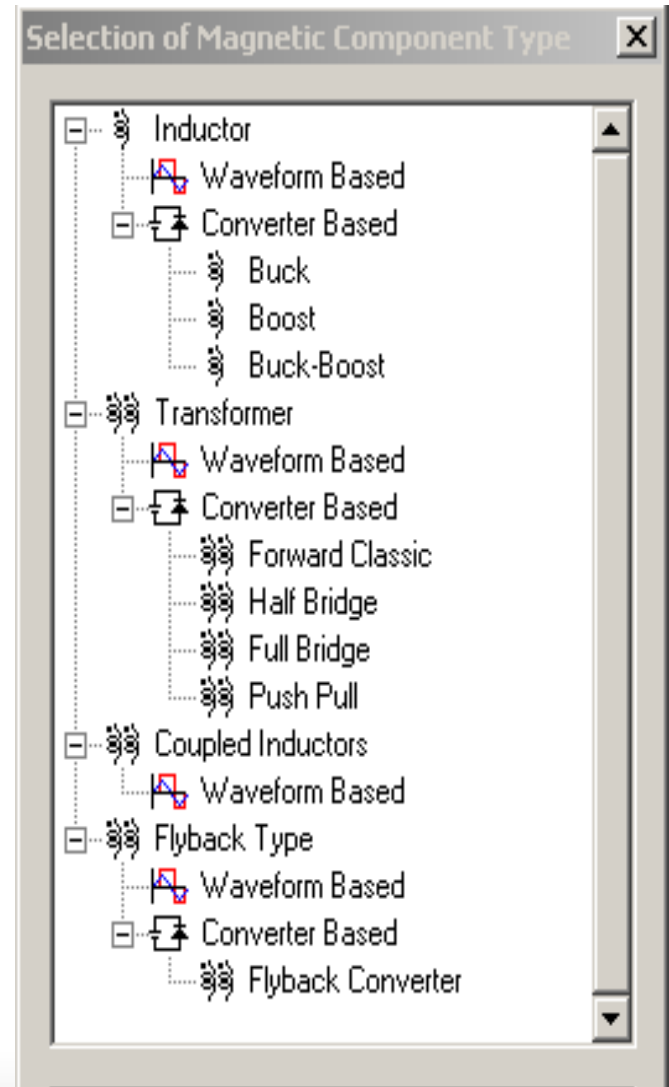 Selection of Magnetic Component Type
Inductor
Waveform Based
Converter Based
Buck
Boost
Buck-Boost
Transformer
Waveform Based
Converter Based
Forward Classic
Half Bridge
Full Bridge
Push Pull
Coupled Inductors
Waveform Based
Flyback Type
Waveform Based
Converter Based
Flyback Converter